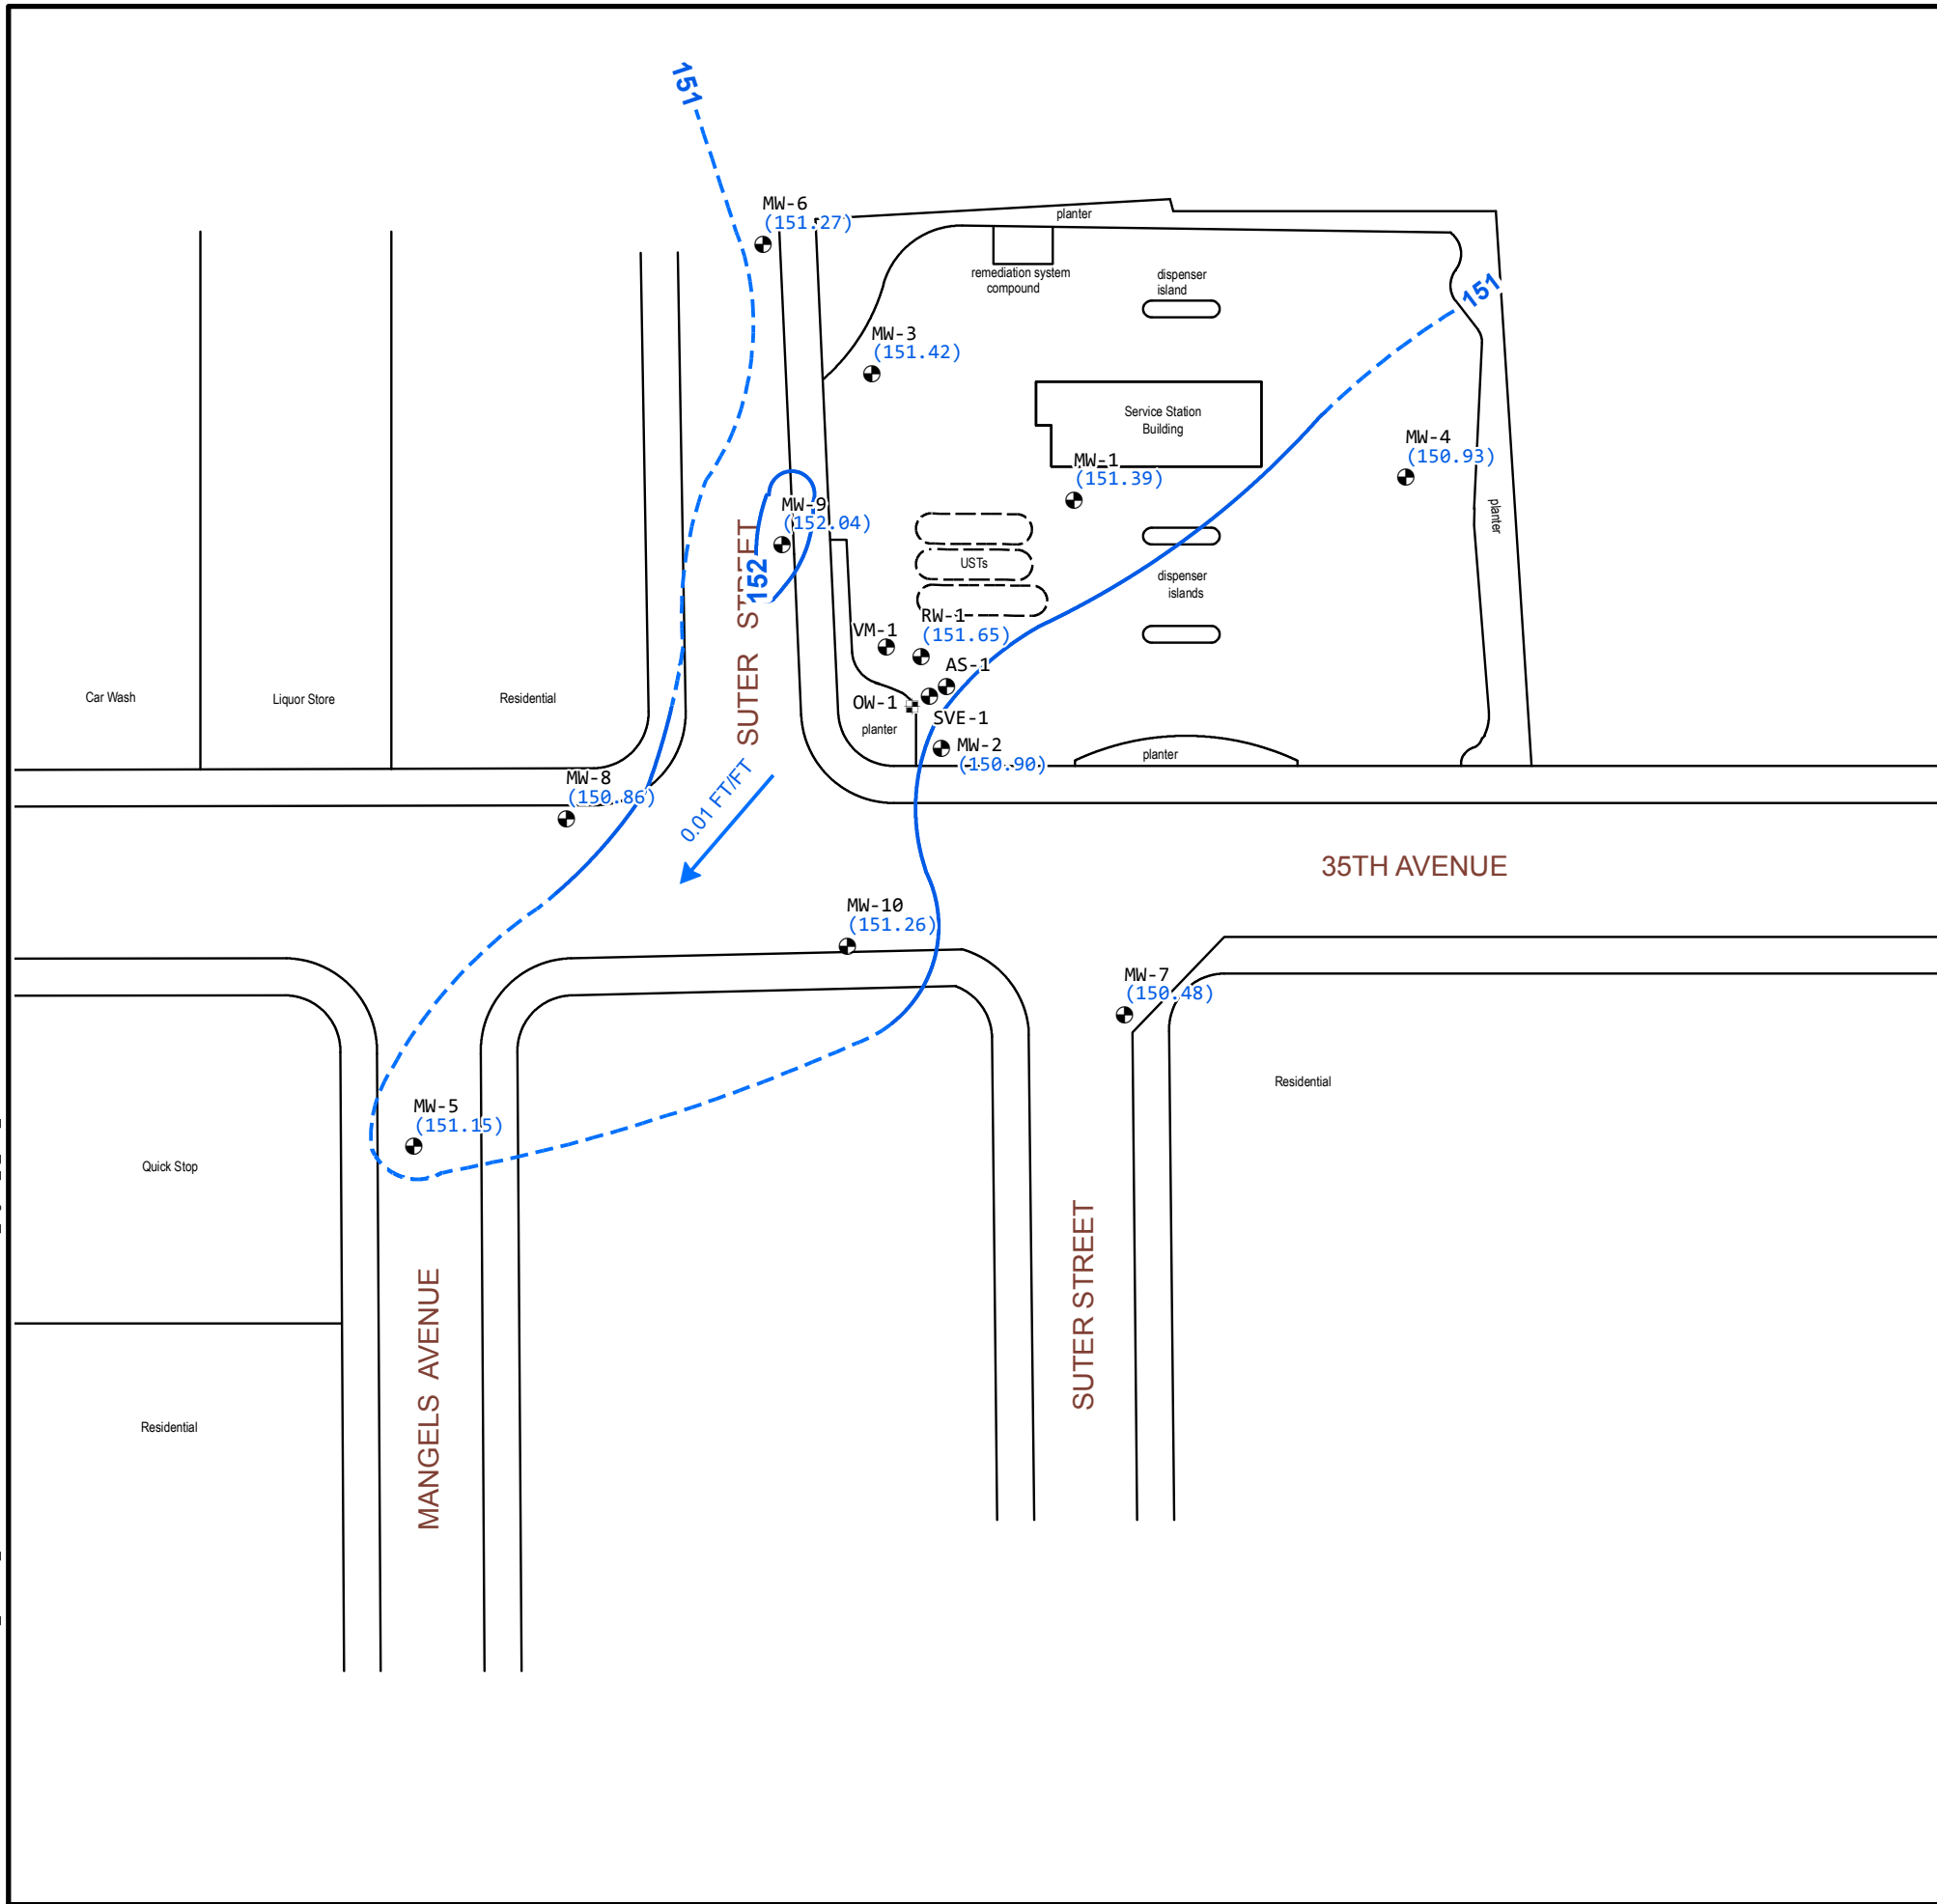 151
MW-6
(151.27)
planter
remediation system
compound
dispenser
island
151
MW-3
(151.42)
Service Station
Building
MW-4
(150.93)
MW-1
(151.39)
planter
MW-9
(152.04)
152
USTs
dispenser
islands
SUTER STREET
RW-1
(151.65)
VM-1
AS-1
OW-1
SVE-1
planter
MW-2
(150.90)
planter
Car Wash
Liquor Store
Residential
MW-8
(150.86)
0.01 FT/FT
35TH AVENUE
MW-10
(151.26)
MW-7
(150.48)
Residential
MW-5
(151.15)
Quick Stop
SUTER STREET
MANGELS AVENUE
Residential